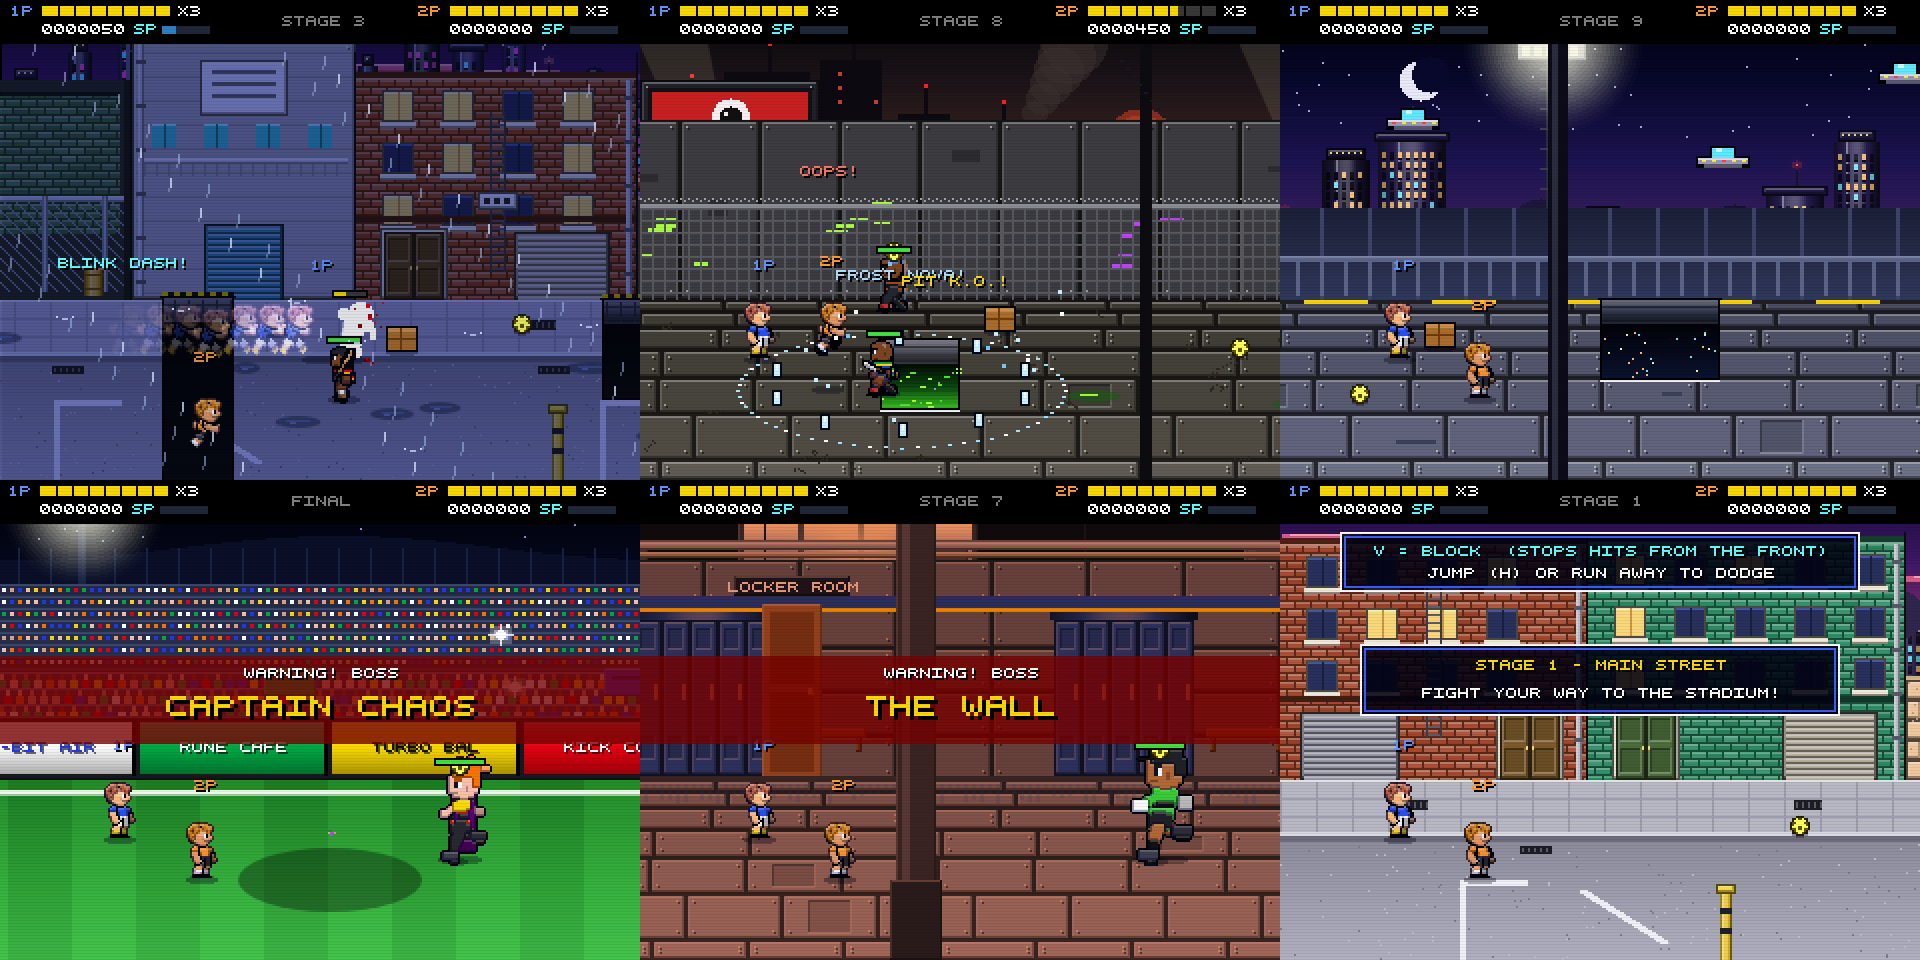 1P X3 STAGE 3 2P X3
0000050 SP 0000000 SP
BLINK DASH!
1P
2P
1P X3 STAGE 8 2P X3
0000000 SP 0000450 SP
OOPS!
1P
2P
FROST NOVA!
PIT K.O.!
1P X3 STAGE 9 2P X3
0000000 SP 0000000 SP
1P
2P
1P X3 FINAL 2P X3
0000000 SP 0000000 SP
WARNING! BOSS
CAPTAIN CHAOS
-BIT AIR 1P RUNE CAFE TURBO BAL KICK CO
2P
1P X3 STAGE 7 2P X3
0000000 SP 0000000 SP
LOCKER ROOM
WARNING! BOSS
THE WALL
1P
2P
1P X3 STAGE 1 2P X3
0000000 SP 0000000 SP
V = BLOCK (STOPS HITS FROM THE FRONT)
JUMP (H) OR RUN AWAY TO DODGE
STAGE 1 - MAIN STREET
FIGHT YOUR WAY TO THE STADIUM!
1P
2P